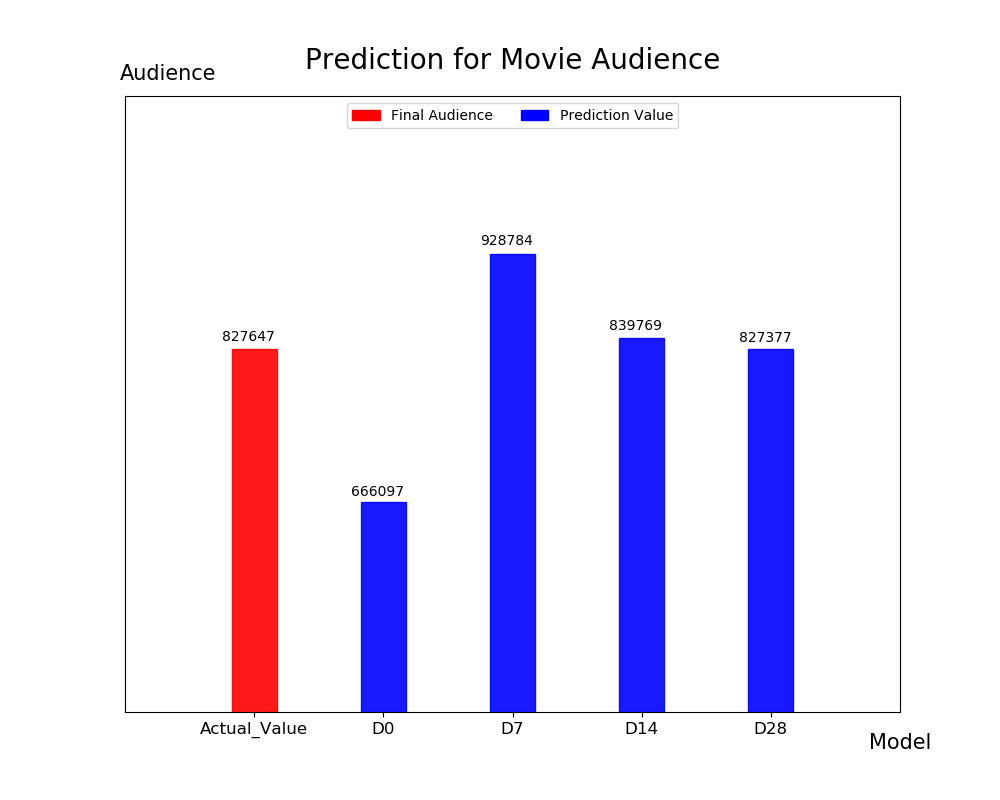 Prediction for Movie Audience
Audience
Final Audience
Prediction Value
928784
839769
827647
827377
666097
Actual_Value
D0
D7
D14
D28
Model